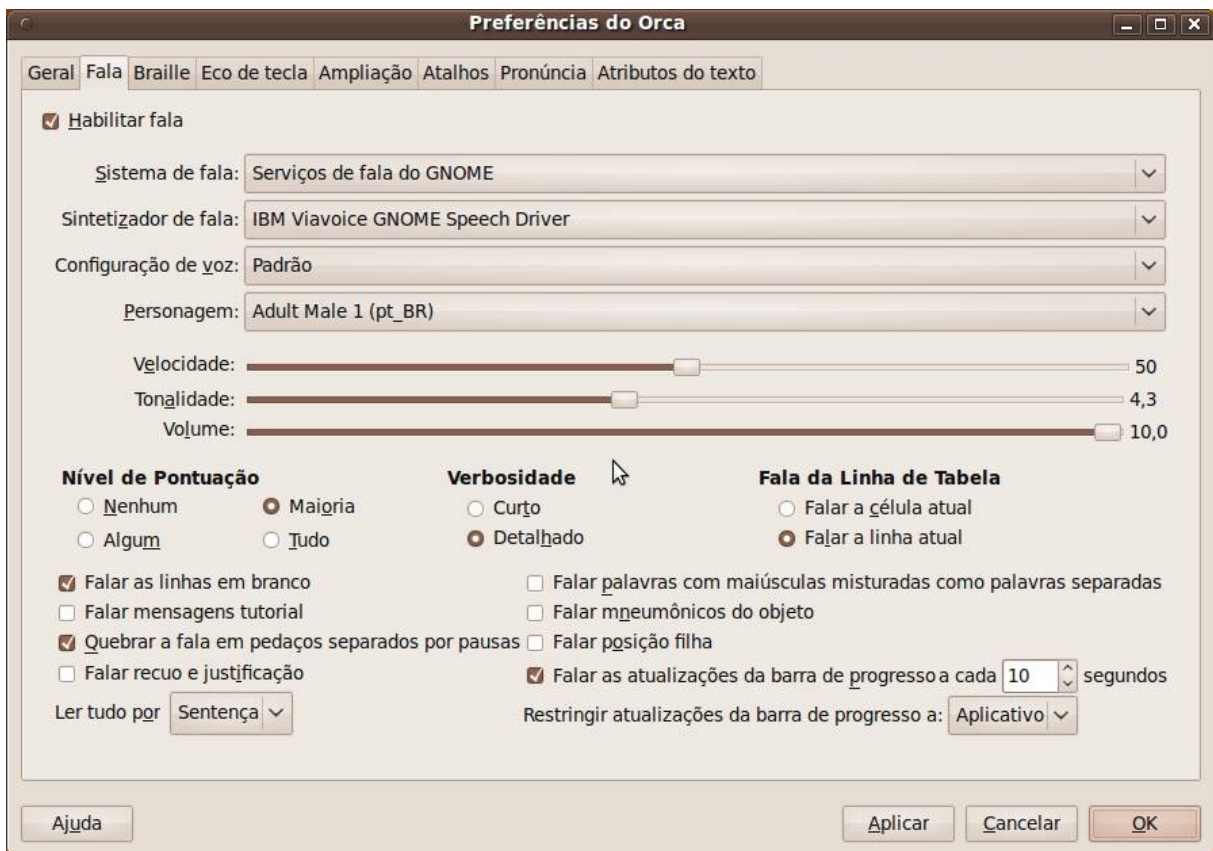 Preferências do Orca
Geral Fala Braille Eco de tecla Ampliação Atalhos Pronúncia Atributos do texto
Habilitar fala
Sistema de fala: Serviços de fala do GNOME
Sintetizador de fala: IBM Viavoice GNOME Speech Driver
Configuração de voz: Padrão
Personagem: Adult Male 1 (pt_BR)
Velocidade: 50
Tonalidade: 4,3
Volume: 10,0
Nível de Pontuação Verbosidade Fala da Linha de Tabela
Nenhum Maioria Curto Falar a célula atual
Algum Tudo Detalhado Falar a linha atual
Falar as linhas em branco Falar palavras com maiúsculas misturadas como palavras separadas
Falar mensagens tutorial Falar mneumônicos do objeto
Quebrar a fala em pedaços separados por pausas Falar posição filha
Falar recuo e justificação Falar as atualizações da barra de progresso a cada 10 segundos
Ler tudo por Sentença Restringir atualizações da barra de progresso a: Aplicativo
Ajuda Aplicar Cancelar OK